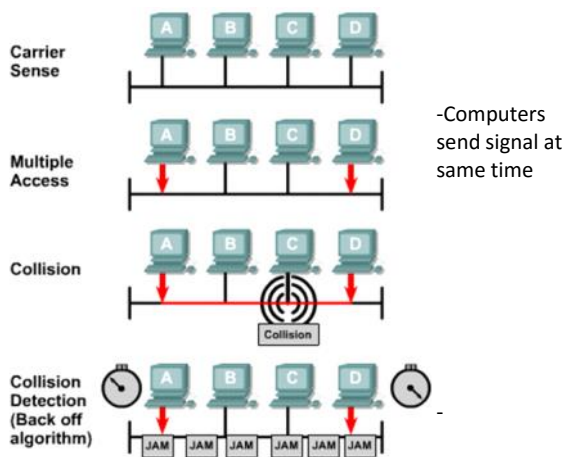 A B C D
Carrier
Sense
A B C D
-Computers
send signal at
same time
Multiple
Access
A B C D
Collision
Collision
A B C D
Collision
Detection
(Back off
algorithm)
-
JAM JAM JAM JAM JAM JAM